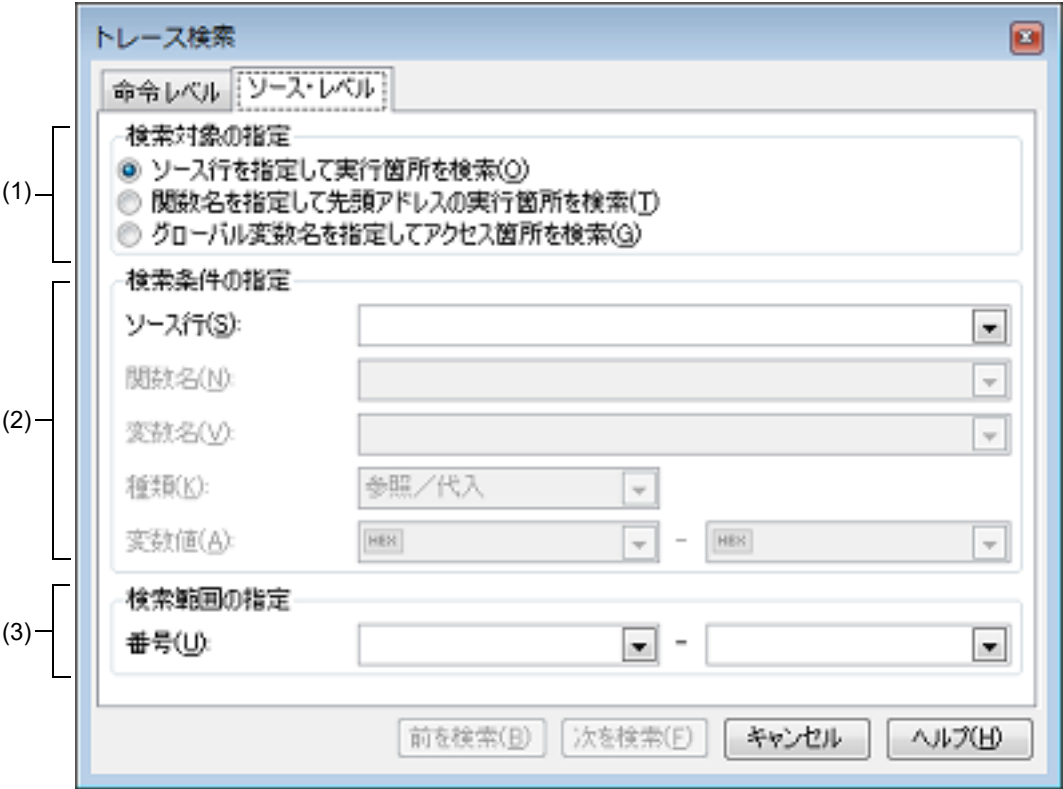 トレース検索
命令レベル ソース・レベル
(1)
検索対象の指定
ソース行を指定して実行箇所を検索(O)
関数名を指定して先頭アドレスの実行箇所を検索(T)
グローバル変数名を指定してアクセス箇所を検索(G)
(2)
検索条件の指定
ソース行(S):
関数名(N):
変数名(V):
種類(K): 参照／代入
変数値(A): HEX - HEX
(3)
検索範囲の指定
番号(U): -
前を検索(B) 次を検索(F) キャンセル ヘルプ(H)